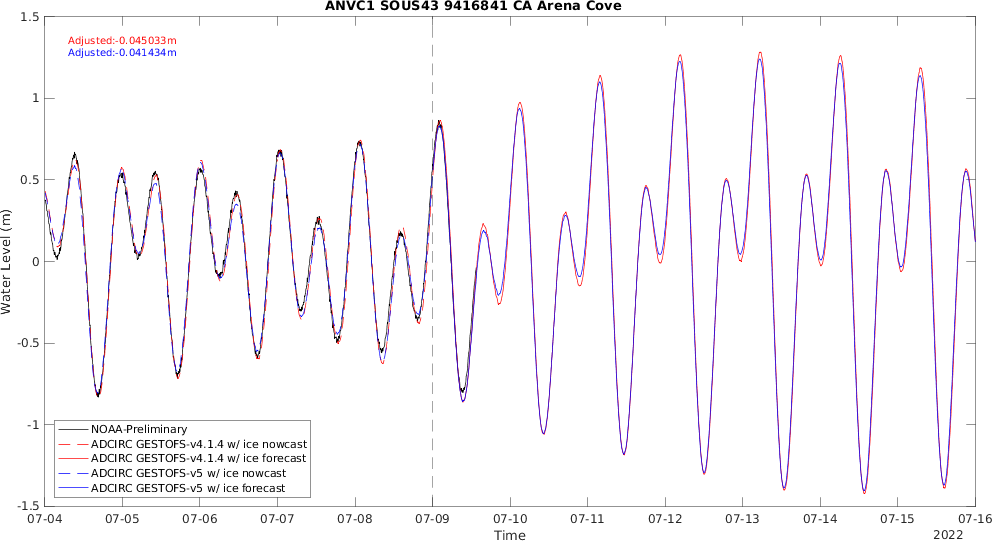 ANVC1 SOUS43 9416841 CA Arena Cove
Adjusted:-0.045033m
Adjusted:-0.041434m
1.5
1
0.5
0
-0.5
-1
-1.5
Water Level (m)
NOAA-Preliminary
ADCIRC GESTOFS-v4.1.4 w/ ice nowcast
ADCIRC GESTOFS-v4.1.4 w/ ice forecast
ADCIRC GESTOFS-v5 w/ ice nowcast
ADCIRC GESTOFS-v5 w/ ice forecast
07-04 07-05 07-06 07-07 07-08 07-09 07-10 07-11 07-12 07-13 07-14 07-15 07-16
Time
2022